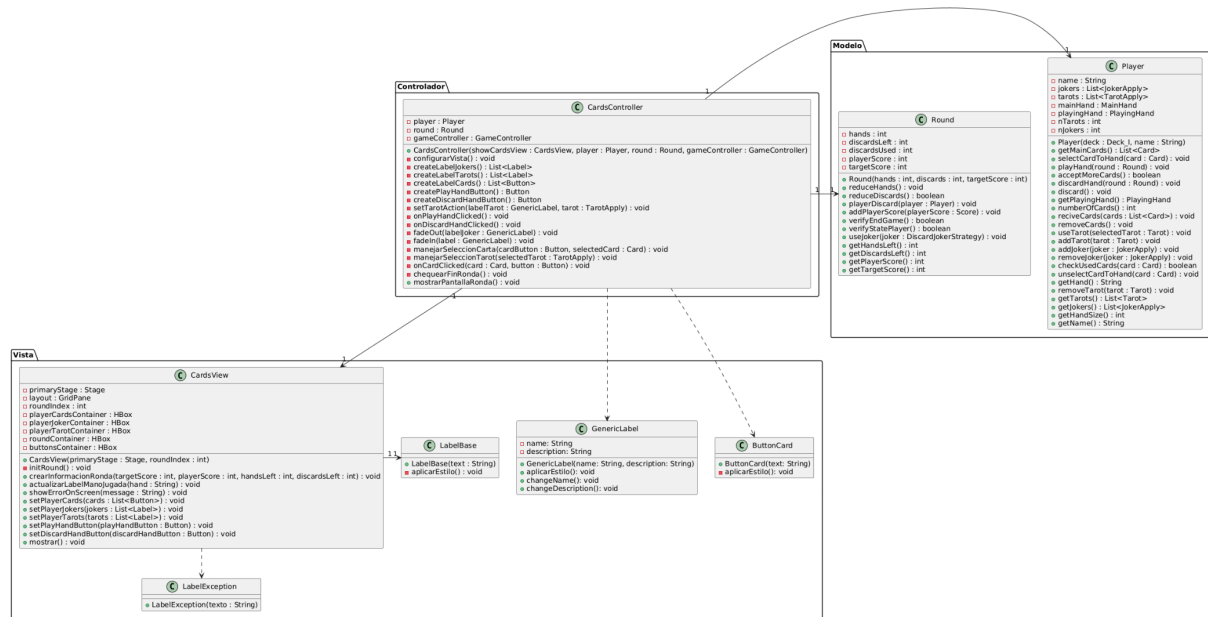 Modelo
C Player
name : String
jokers : List<JokerApply>
tarots : List<TarotApply>
mainHand : MainHand
playingHand : PlayingHand
nTarots : int
nJokers : int
Player(deck : Deck_I, name : String)
getMainCards() : List<Card>
selectCardToHand(card : Card) : void
playHand(round : Round) : void
acceptMoreCards() : boolean
discardHand(round : Round) : void
discard() : void
getPlayingHand() : PlayingHand
numberOfCards() : int
reciveCards(cards : List<Card>) : void
removeCards() : void
useTarot(selectedTarot : Tarot) : void
addTarot(tarot : Tarot) : void
addJoker(joker : JokerApply) : void
removeJoker(joker : JokerApply) : void
checkUsedCards(card : Card) : boolean
unselectCardToHand(card : Card) : void
getHand() : String
removeTarot(tarot : Tarot) : void
getTarots() : List<Tarot>
getJokers() : List<JokerApply>
getHandSize() : int
getName() : String
C Round
hands : int
discardsLeft : int
discardsUsed : int
playerScore : int
targetScore : int
Round(hands : int, discards : int, targetScore : int)
reduceHands() : void
reduceDiscards() : boolean
playerDiscard(player : Player) : void
addPlayerScore(playerScore : Score) : void
verifyEndGame() : boolean
verifyStatePlayer() : boolean
useJoker(joker : DiscardJokerStrategy) : void
getHandsLeft() : int
getDiscardsLeft() : int
getPlayerScore() : int
getTargetScore() : int
Controlador
C CardsController
player : Player
round : Round
gameController : GameController
CardsController(showCardsView : CardsView, player : Player, round : Round, gameController : GameController)
configurarVista() : void
createLabelJokers() : List<Label>
createLabelTarots() : List<Label>
createLabelCards() : List<Button>
createPlayHandButton() : Button
createDiscardHandButton() : Button
setTarotAction(labelTarot : GenericLabel, tarot : TarotApply) : void
onPlayHandClicked() : void
onDiscardHandClicked() : void
fadeOut(labelJoker : GenericLabel) : void
fadeIn(label : GenericLabel) : void
manejarSeleccionCarta(cardButton : Button, selectedCard : Card) : void
manejarSeleccionTarot(selectedTarot : TarotApply) : void
onCardClicked(card : Card, button : Button) : void
chequearFinRonda() : void
mostrarPantallaRonda() : void
1
1
1
1
1
1
Vista
C CardsView
primaryStage : Stage
layout : GridPane
roundIndex : int
playerCardsContainer : HBox
playerJokerContainer : HBox
playerTarotContainer : HBox
roundContainer : HBox
buttonsContainer : HBox
CardsView(primaryStage : Stage, roundIndex : int)
initRound() : void
crearInformacionRonda(targetScore : int, playerScore : int, handsLeft : int, discardsLeft : int) : void
actualizarLabelManoJugada(hand : String) : void
showErrorOnScreen(message : String) : void
setPlayerCards(cards : List<Button>) : void
setPlayerJokers(jokers : List<Label>) : void
setPlayerTarots(tarots : List<Label>) : void
setPlayHandButton(playHandButton : Button) : void
setDiscardHandButton(discardHandButton : Button) : void
mostrar() : void
1
1
C LabelBase
LabelBase(text : String)
aplicarEstilo() : void
C GenericLabel
name: String
description: String
GenericLabel(name: String, description: String)
aplicarEstilo(): void
changeName(): void
changeDescription(): void
C ButtonCard
ButtonCard(text: String)
aplicarEstilo(): void
C LabelException
LabelException(texto : String)